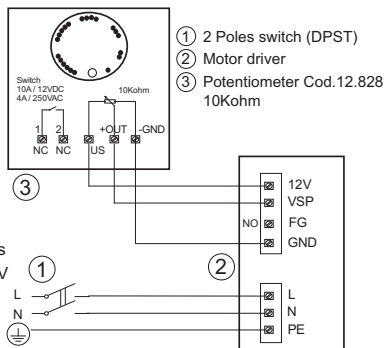 ① 2 Poles switch (DPST)
② Motor driver
③ Potentiometer Cod.12.828
10Kohm
Switch
10A / 12VDC
4A / 250VAC
10Kohm
1 2 +OUT -GND
NC NC US
③
12V
VSP
NO FG
GND
s
V ① ②
L L
N N
PE